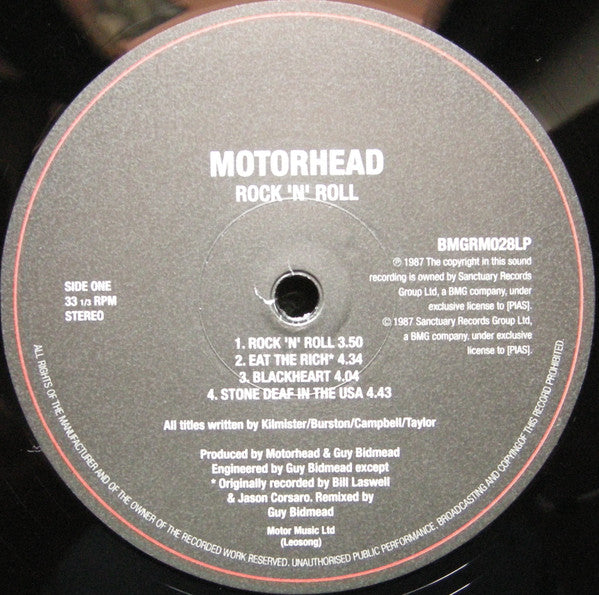 MOTORHEAD
ROCK 'N' ROLL
BMGRM028LP
℗ 1987 The copyright in this sound
recording is owned by Sanctuary Records
Group Ltd, a BMG company, under
exclusive license to [PIAS].
© 1987 Sanctuary Records Group Ltd,
a BMG company, under exclusive
license to [PIAS].
SIDE ONE
33 1/3 RPM
STEREO
1. ROCK 'N' ROLL 3.50
2. EAT THE RICH* 4.34
3. BLACKHEART 4.04
4. STONE DEAF IN THE USA 4.43
All titles written by Kilmister/Burston/Campbell/Taylor
Produced by Motorhead & Guy Bidmead
Engineered by Guy Bidmead except
* Originally recorded by Bill Laswell
& Jason Corsaro. Remixed by
Guy Bidmead
Motor Music Ltd
(Leosong)
ALL RIGHTS OF THE MANUFACTURER AND OF THE OWNER OF THE RECORDED WORK RESERVED. UNAUTHORISED PUBLIC PERFORMANCE, BROADCASTING AND COPYING OF THIS RECORD PROHIBITED.